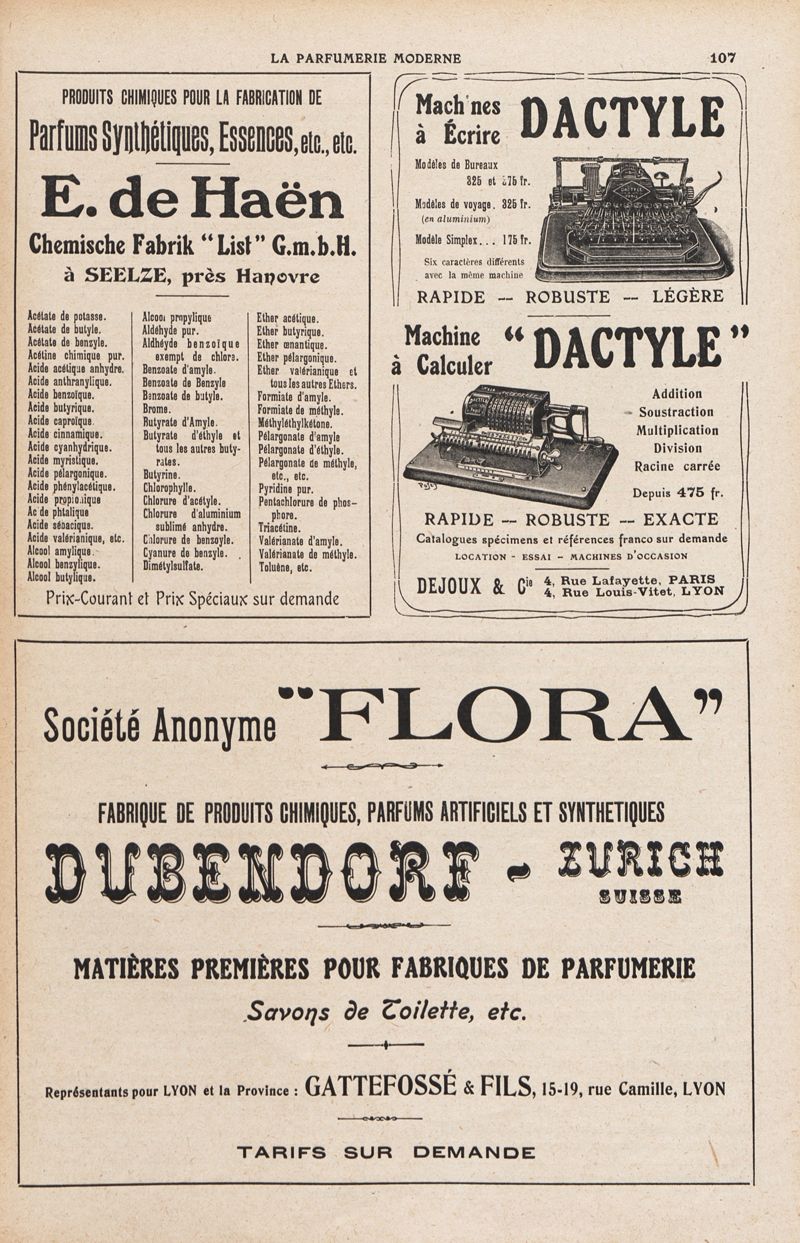 LA PARFUMERIE MODERNE
107
PRODUITS CHIMIQUES POUR LA FABRICATION DE
Parfums Synthétiques, Essences, etc., etc.
E. de Haën
Chemische Fabrik “List” G.m.b.H.
à SEELZE, près Hanovre
Acétate de potasse.
Acétate de butyle.
Acétate de benzyle.
Acétine chimique pur.
Acide acétique anhydre.
Acide anthranylique.
Acide benzoïque.
Acide butyrique.
Acide caproïque
Acide cinnamique.
Acide cyanhydrique.
Acide myristique.
Acide pélargonique.
Acide phénylacétique.
Acide propionique
Ac de phtalique
Acide sébacique.
Acide valérianique, etc.
Alcool amylique.
Alcool benzylique.
Alcool butylique.
Alcool propylique
Aldéhyde pur.
Aldhéyde benzoïque
exempt de chlore.
Benzoate d'amyle.
Benzoate de Benzyle
Benzoate de butyle.
Brome.
Butyrate d'Amyle.
Butyrate d'éthyle et
tous les autres buty-
rates.
Butyrine.
Chlorophylle.
Chlorure d'acétyle.
Chlorure d'aluminium
sublimé anhydre.
Chlorure de benzoyle.
Cyanure de benzyle.
Dimétylsulfate.
Ether acétique.
Ether butyrique.
Ether œnantique.
Ether pélargonique.
Ether valérianique et
tous les autres Ethers.
Formiate d'amyle.
Formiate de méthyle.
Méthyléthylkétone.
Pélargonate d'amyle
Pélargonate d'éthyle.
Pélargonate de méthyle,
etc., etc.
Pyridine pur.
Pentachlorure de phos-
phore.
Triacétine.
Valérianate d'amyle.
Valérianate de méthyle.
Toluène, etc.
Prix-Courant et Prix Spéciaux sur demande
Mach nes
à Écrire
DACTYLE
Modèles de Bureaux
325 et 275 fr.
Modèles de voyage. 325 fr.
(en aluminium)
Modèle Simplex... 175 fr.
Six caractères différents
avec la même machine
DACTYLE
RAPIDE — ROBUSTE — LÉGÈRE
Machine
à Calculer
“DACTYLE”
DACTYLE
Addition
Soustraction
Multiplication
Division
Racine carrée
Depuis 475 fr.
RAPIDE — ROBUSTE — EXACTE
Catalogues spécimens et références franco sur demande
LOCATION - ESSAI — MACHINES D'OCCASION
DEJOUX & Cie
4, Rue Lafayette, PARIS
4, Rue Louis-Vitet, LYON
Société Anonyme “FLORA”
FABRIQUE DE PRODUITS CHIMIQUES, PARFUMS ARTIFICIELS ET SYNTHETIQUES
DUBENDORF - ZURICH
SUISSE
MATIÈRES PREMIÈRES POUR FABRIQUES DE PARFUMERIE
Savons de Toilette, etc.
Représentants pour LYON et la Province : GATTEFOSSÉ & FILS, 15-19, rue Camille, LYON
TARIFS SUR DEMANDE